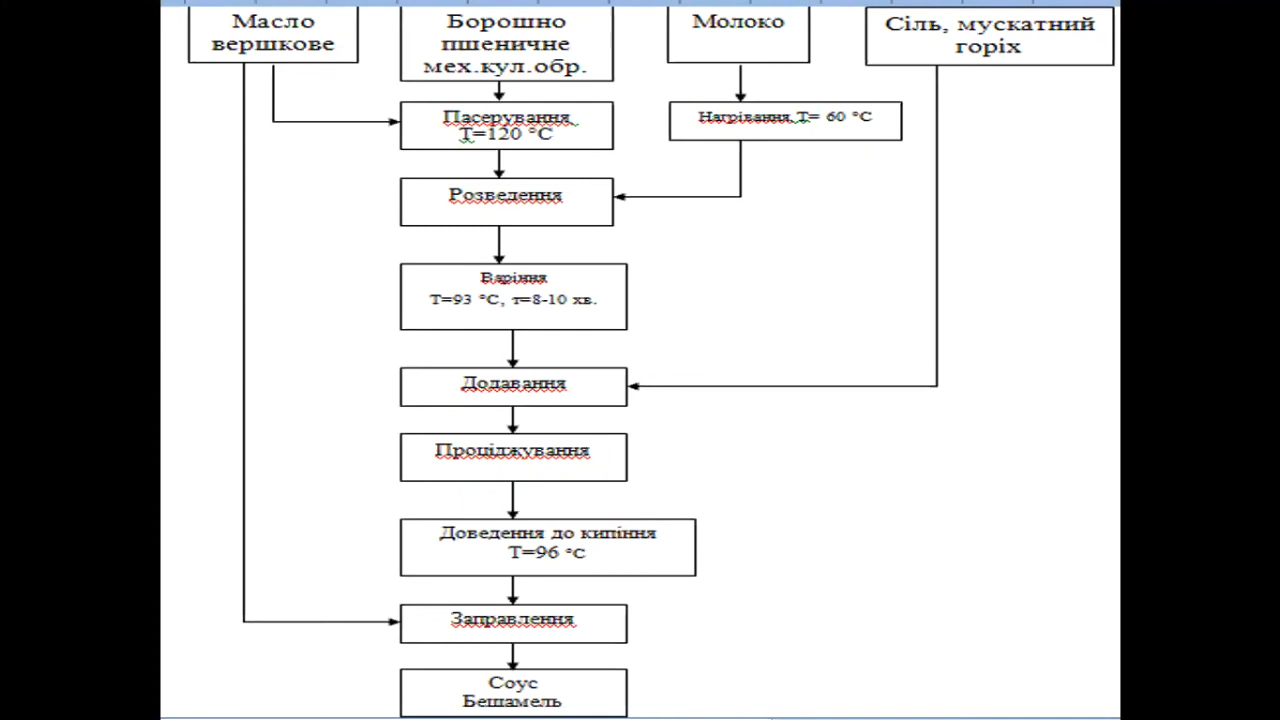 Масло
вершкове
Борошно
пшеничне
мех.кул.обр.
Молоко
Сіль, мускатний
горіх
Пасерування,
Т=120 °С
Нагрівання, Т= 60 °С
Розведення
Варіння
Т=93 °С, τ=8-10 хв.
Додавання
Проціджування
Доведення до кипіння
Т=96 °С
Заправлення
Соус
Бешамель